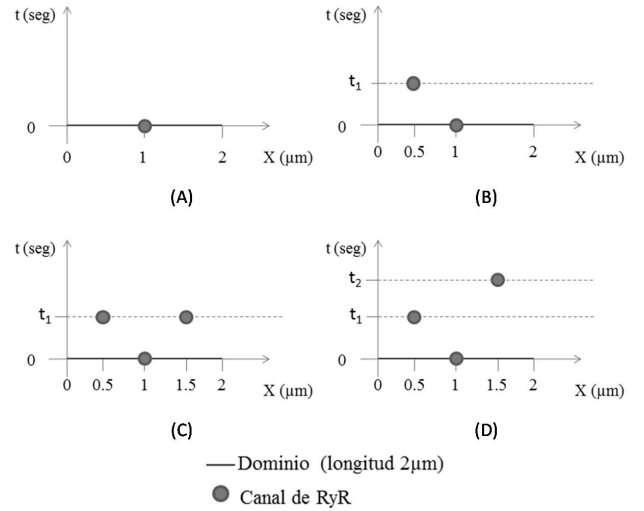 t (seg)
0
0 1 2 X (µm)
(A)
t (seg)
t₁
0
0 0.5 1 2 X (µm)
(B)
t (seg)
t₁
0
0 0.5 1 1.5 2 X (µm)
(C)
t (seg)
t₂
t₁
0
0 0.5 1 1.5 2 X (µm)
(D)
Dominio (longitud 2µm)
Canal de RyR